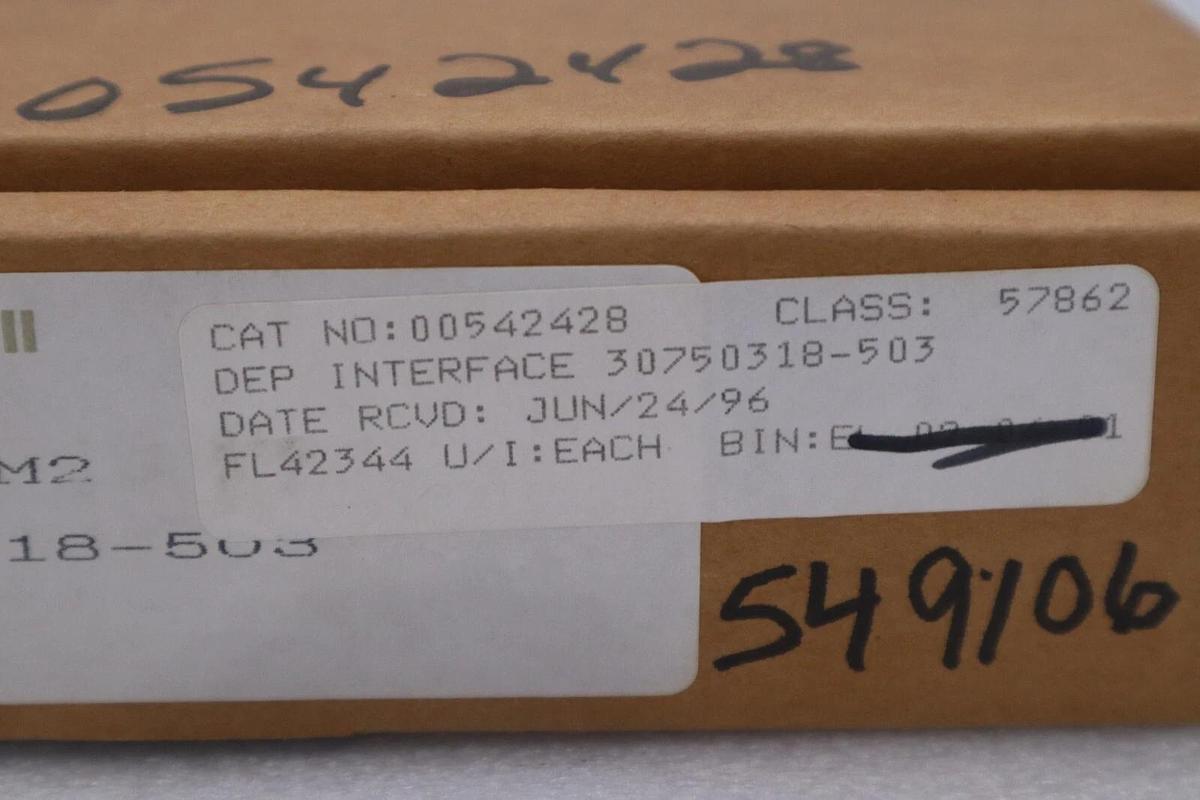 0542428
CAT NO:00542428 CLASS: 57862
DEP INTERFACE 30750318-503
DATE RCVD: JUN/24/96
FL42344 U/I:EACH BIN:
M2
18-503
549106